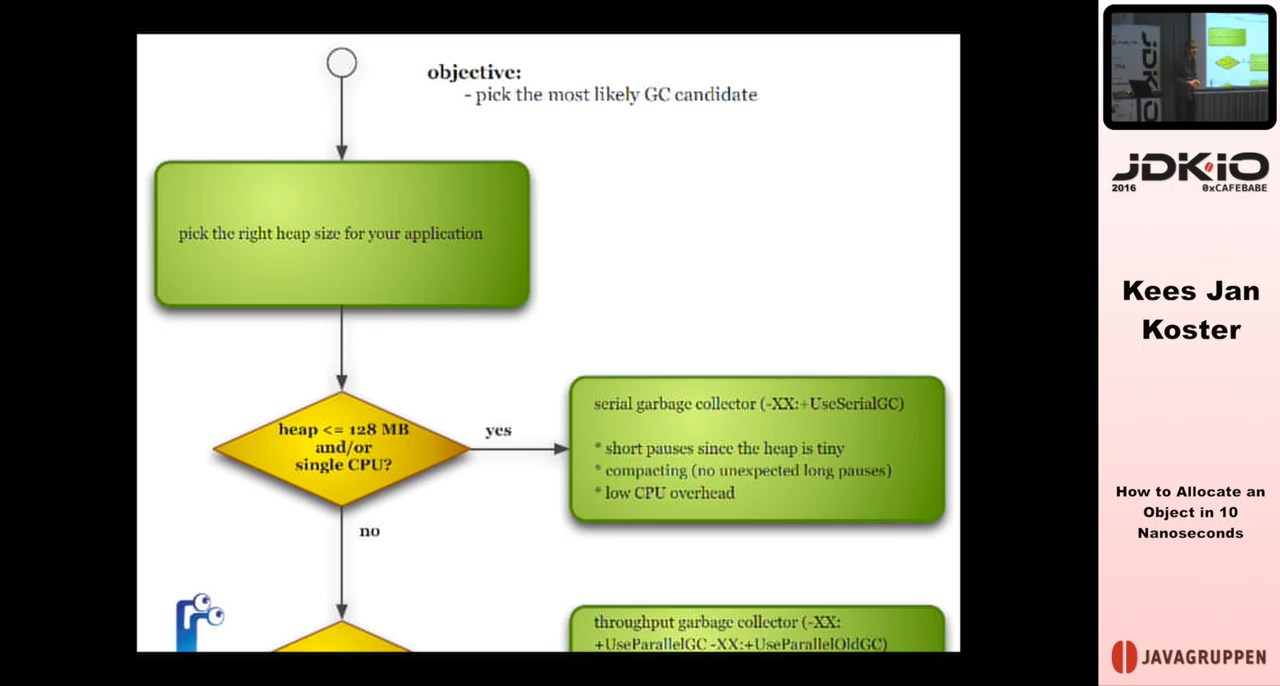 objective:
- pick the most likely GC candidate
pick the right heap size for your application
heap <= 128 MB
and/or
single CPU?
yes
serial garbage collector (-XX:+UseSerialGC)
* short pauses since the heap is tiny
* compacting (no unexpected long pauses)
* low CPU overhead
no
throughput garbage collector (-XX:
+UseParallelGC -XX:+UseParallelOldGC)
JDKIO
JDKIO
2016 0xCAFEBABE
Kees Jan
Koster
How to Allocate an
Object in 10
Nanoseconds
JAVAGRUPPEN